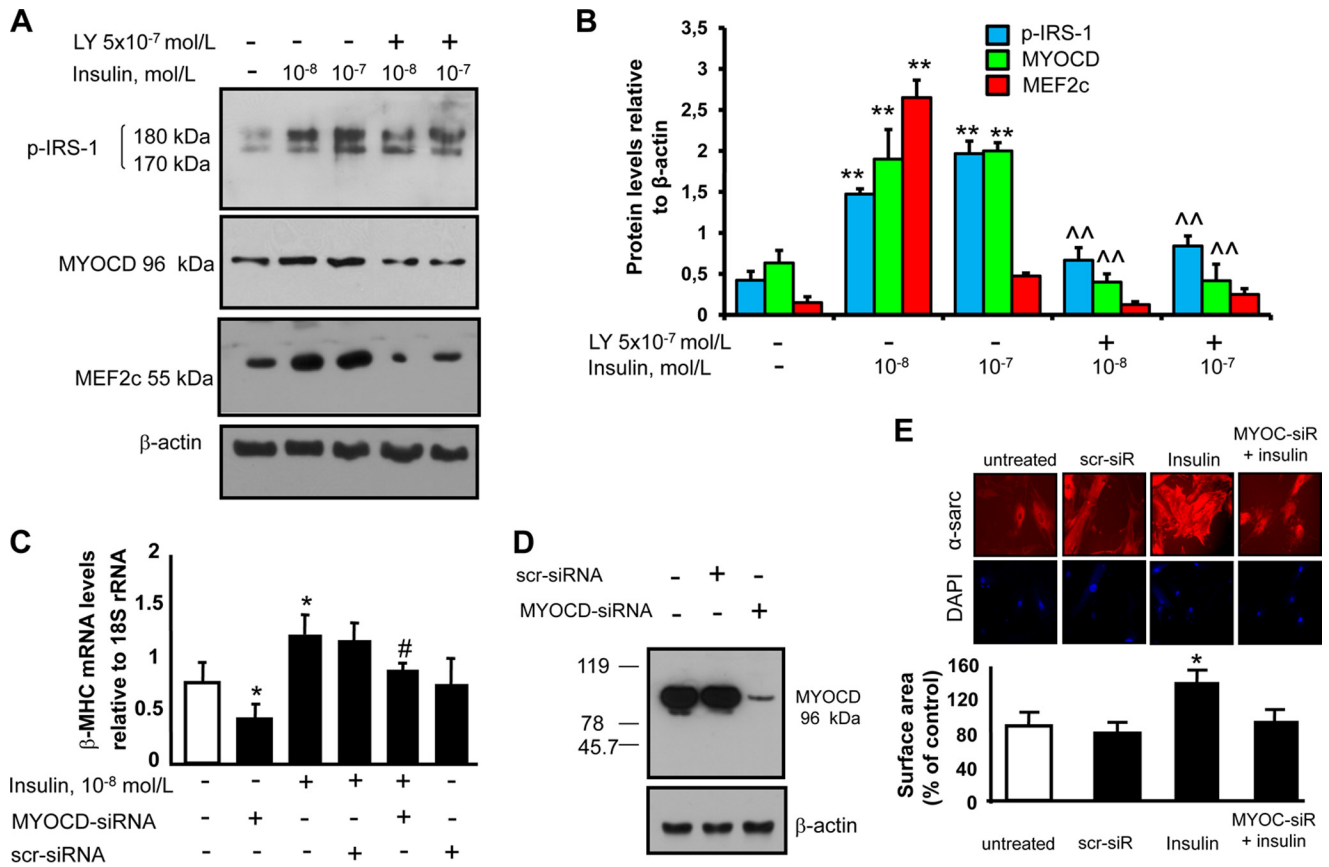 A
LY 5x10⁻⁷ mol/L - - - + +
Insulin, mol/L - 10⁻⁸ 10⁻⁷ 10⁻⁸ 10⁻⁷
p-IRS-1
180 kDa
170 kDa
MYOCD 96 kDa
MEF2c 55 kDa
β-actin
B
Protein levels relative
to β-actin
3,5
3
2,5
2
1,5
1
0,5
0
p-IRS-1
MYOCD
MEF2c
** ** ** ** ** ^^ ^^ ^^ ^^
LY 5x10⁻⁷ mol/L - - - + +
Insulin, mol/L - 10⁻⁸ 10⁻⁷ 10⁻⁸ 10⁻⁷
C
β-MHC mRNA levels
relative to 18S rRNA
2
1.5
1
0.5
0
* * #
Insulin, 10⁻⁸ mol/L - - + + + -
MYOCD-siRNA - + - - + -
scr-siRNA - - - + - +
D
scr-siRNA - + -
MYOCD-siRNA - - +
119
78
45.7
MYOCD
96 kDa
β-actin
E
untreated scr-siR Insulin MYOC-siR
+ insulin
α-sarc
DAPI
Surface area
(% of control)
160
120
80
40
0
*
untreated scr-siR Insulin MYOC-siR
+ insulin